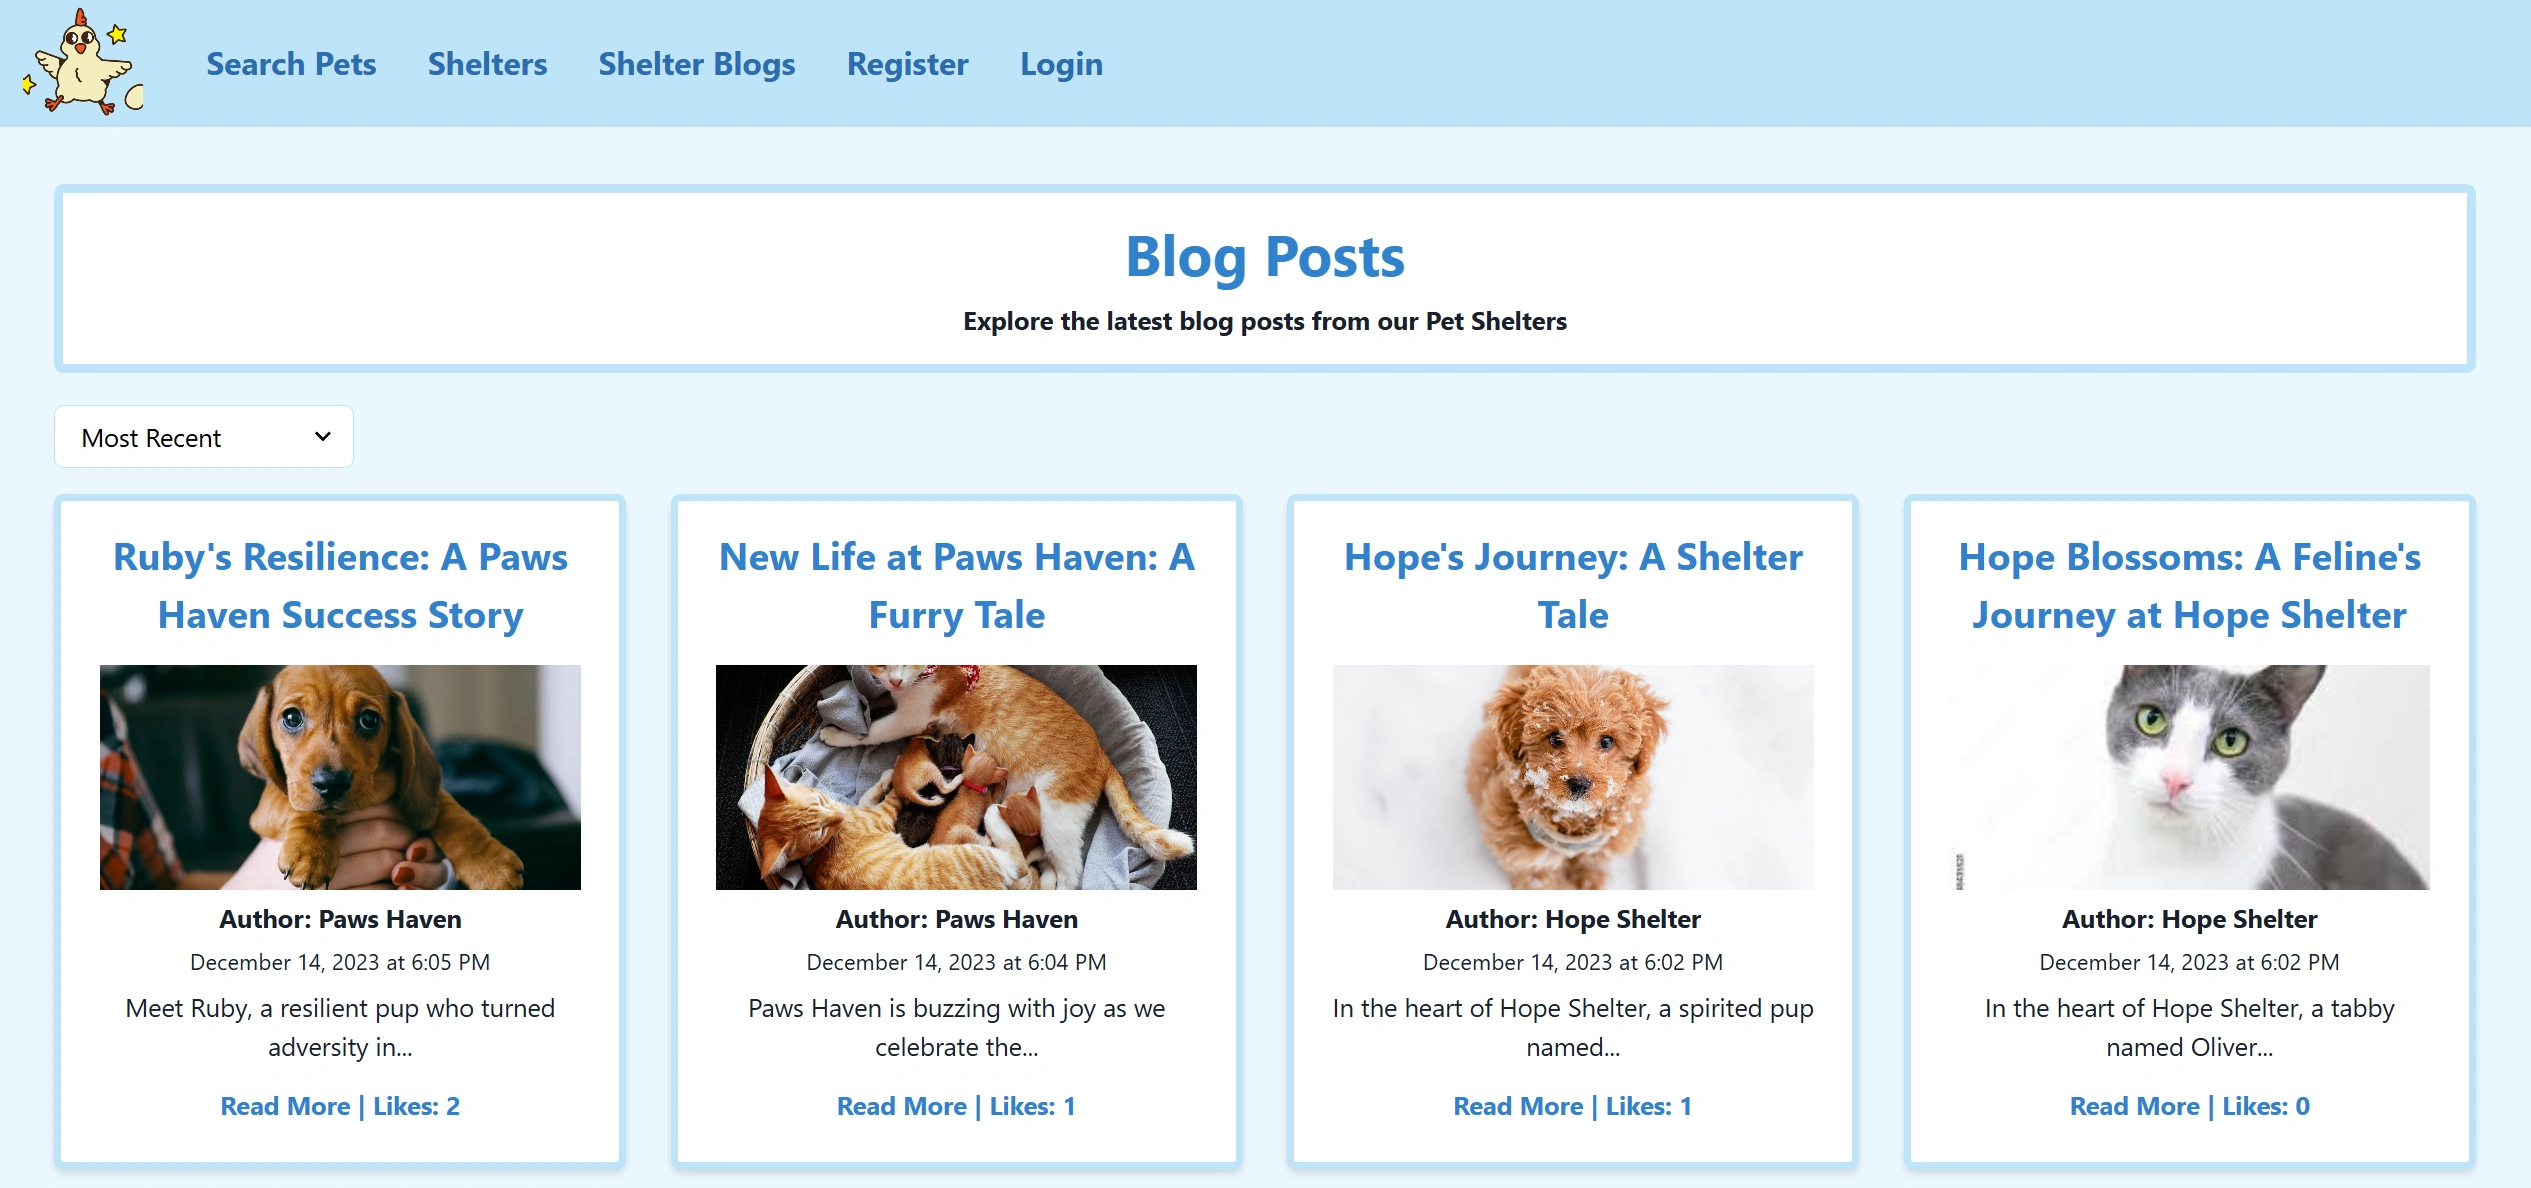 Search Pets
Shelters
Shelter Blogs
Register
Login
Blog Posts
Explore the latest blog posts from our Pet Shelters
Most Recent
Ruby's Resilience: A Paws
Haven Success Story
Author: Paws Haven
December 14, 2023 at 6:05 PM
Meet Ruby, a resilient pup who turned
adversity in...
Read More | Likes: 2
New Life at Paws Haven: A
Furry Tale
Author: Paws Haven
December 14, 2023 at 6:04 PM
Paws Haven is buzzing with joy as we
celebrate the...
Read More | Likes: 1
Hope's Journey: A Shelter
Tale
Author: Hope Shelter
December 14, 2023 at 6:02 PM
In the heart of Hope Shelter, a spirited pup
named...
Read More | Likes: 1
Hope Blossoms: A Feline's
Journey at Hope Shelter
Author: Hope Shelter
December 14, 2023 at 6:02 PM
In the heart of Hope Shelter, a tabby
named Oliver...
Read More | Likes: 0